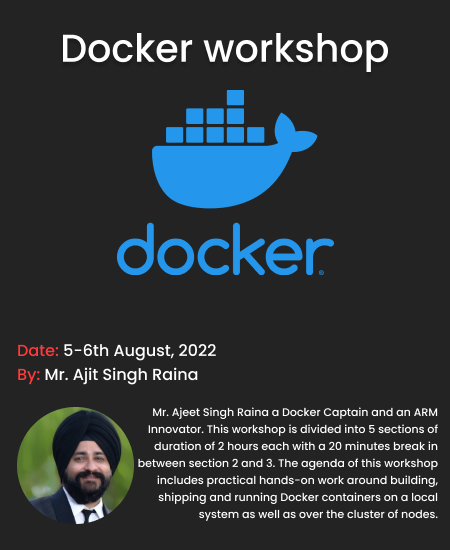 Docker workshop
docker
Date: 5-6th August, 2022
By: Mr. Ajit Singh Raina
Mr. Ajeet Singh Raina a Docker Captain and an ARM
Innovator. This workshop is divided into 5 sections of
duration of 2 hours each with a 20 minutes break in
between section 2 and 3. The agenda of this workshop
includes practical hands-on work around building,
shipping and running Docker containers on a local
system as well as over the cluster of nodes.